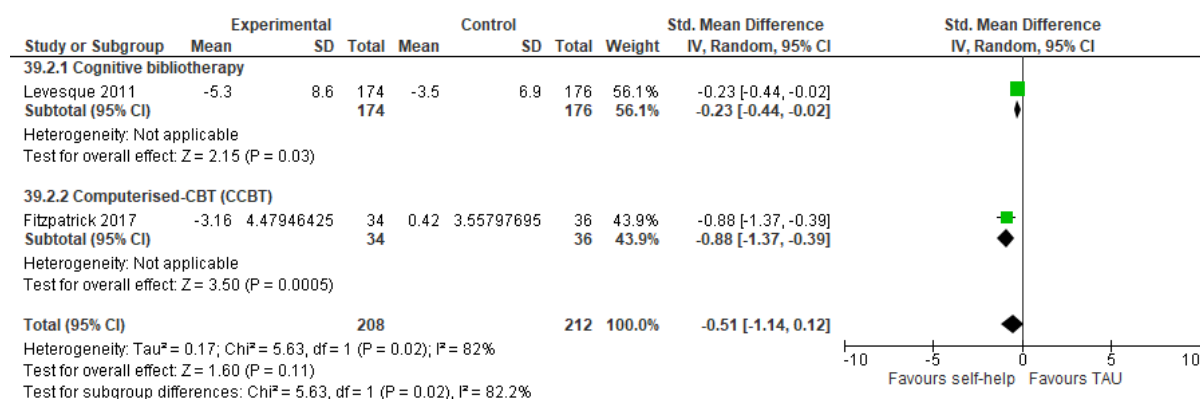 Experimental Control Std. Mean Difference Std. Mean Difference
Study or Subgroup Mean SD Total Mean SD Total Weight IV, Random, 95% CI IV, Random, 95% CI
39.2.1 Cognitive bibliotherapy
Levesque 2011 -5.3 8.6 174 -3.5 6.9 176 56.1% -0.23 [-0.44, -0.02]
Subtotal (95% CI) 174 176 56.1% -0.23 [-0.44, -0.02]
Heterogeneity: Not applicable
Test for overall effect: Z = 2.15 (P = 0.03)
39.2.2 Computerised-CBT (CCBT)
Fitzpatrick 2017 -3.16 4.47946425 34 0.42 3.55797695 36 43.9% -0.88 [-1.37, -0.39]
Subtotal (95% CI) 34 36 43.9% -0.88 [-1.37, -0.39]
Heterogeneity: Not applicable
Test for overall effect: Z = 3.50 (P = 0.0005)
Total (95% CI) 208 212 100.0% -0.51 [-1.14, 0.12]
Heterogeneity: Tau² = 0.17; Chi² = 5.63, df = 1 (P = 0.02); I² = 82%
Test for overall effect: Z = 1.60 (P = 0.11)
Test for subgroup differences: Chi² = 5.63, df = 1 (P = 0.02), I² = 82.2%
-10 -5 0 5 10
Favours self-help Favours TAU